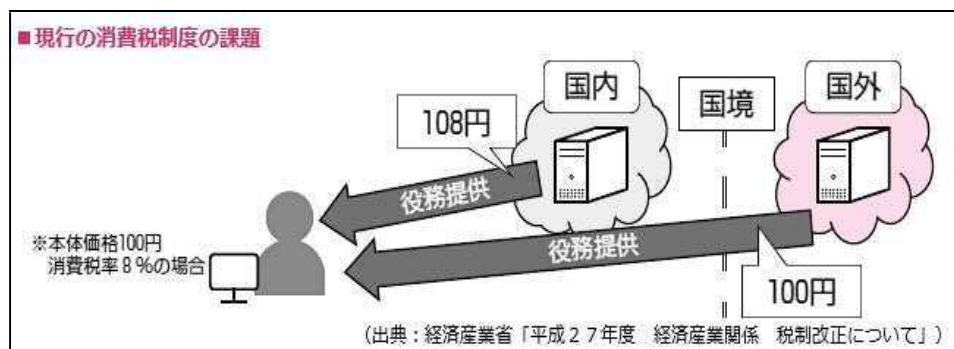 ■現行の消費税制度の課題
国内
国境
国外
108円
役務提供
役務提供
※本体価格100円
消費税率8%の場合
100円
(出典:経済産業省「平成27年度 経済産業関係 税制改正について」)